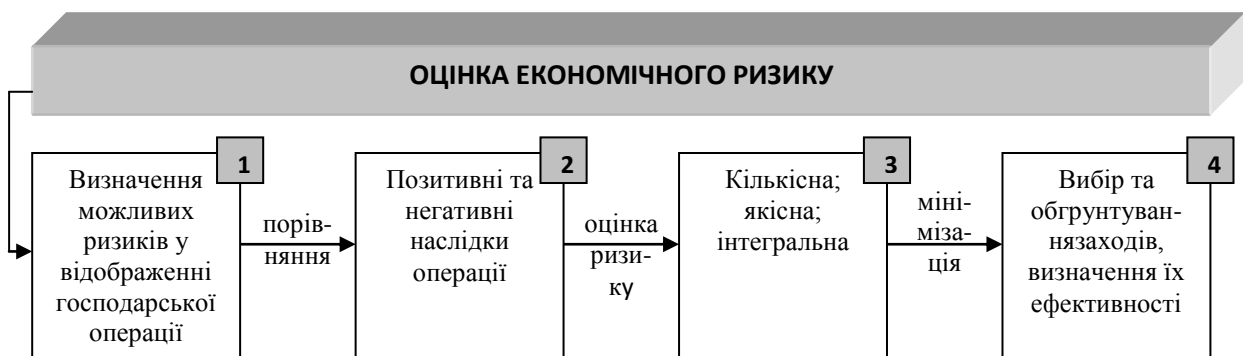 ОЦІНКА ЕКОНОМІЧНОГО РИЗИКУ
1
Визначення
можливих
ризиків у
відображенні
господарської
операції
порів-
няння
2
Позитивні та
негативні
наслідки
операції
оцінка
ризи-
ку
3
Кількісна;
якісна;
інтегральна
міні-
міза-
ція
4
Вибір та
обгрунтуван-
нязаходів,
визначення їх
ефективності